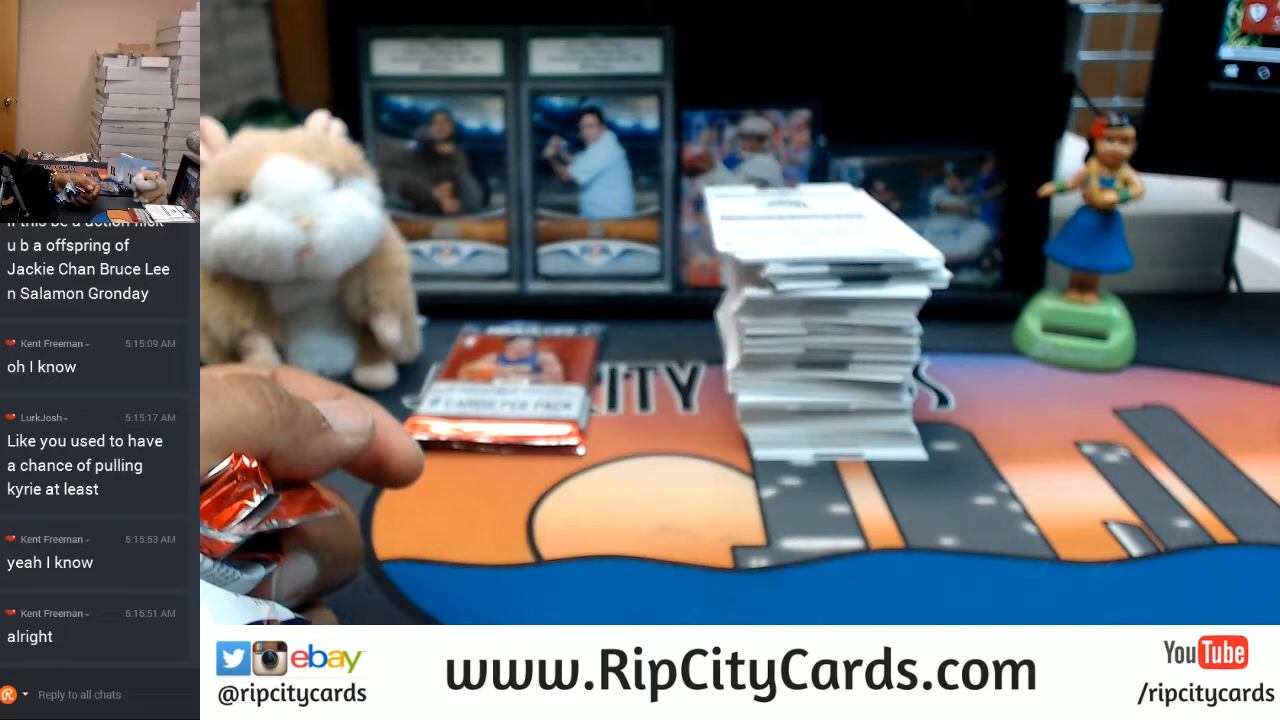 u b a offspring of
Jackie Chan Bruce Lee
n Salamon Gronday
Kent Freeman 5:15:09 AM
oh I know
LurkJosh 5:15:17 AM
Like you used to have
a chance of pulling
kyrie at least
Kent Freeman 5:15:53 AM
yeah I know
Kent Freeman 5:16:51 AM
alright
Reply to all chats
CARDS PER PACK
ITY
S
ebay
@ripcitycards
www.RipCityCards.com
YouTube
/ripcitycards